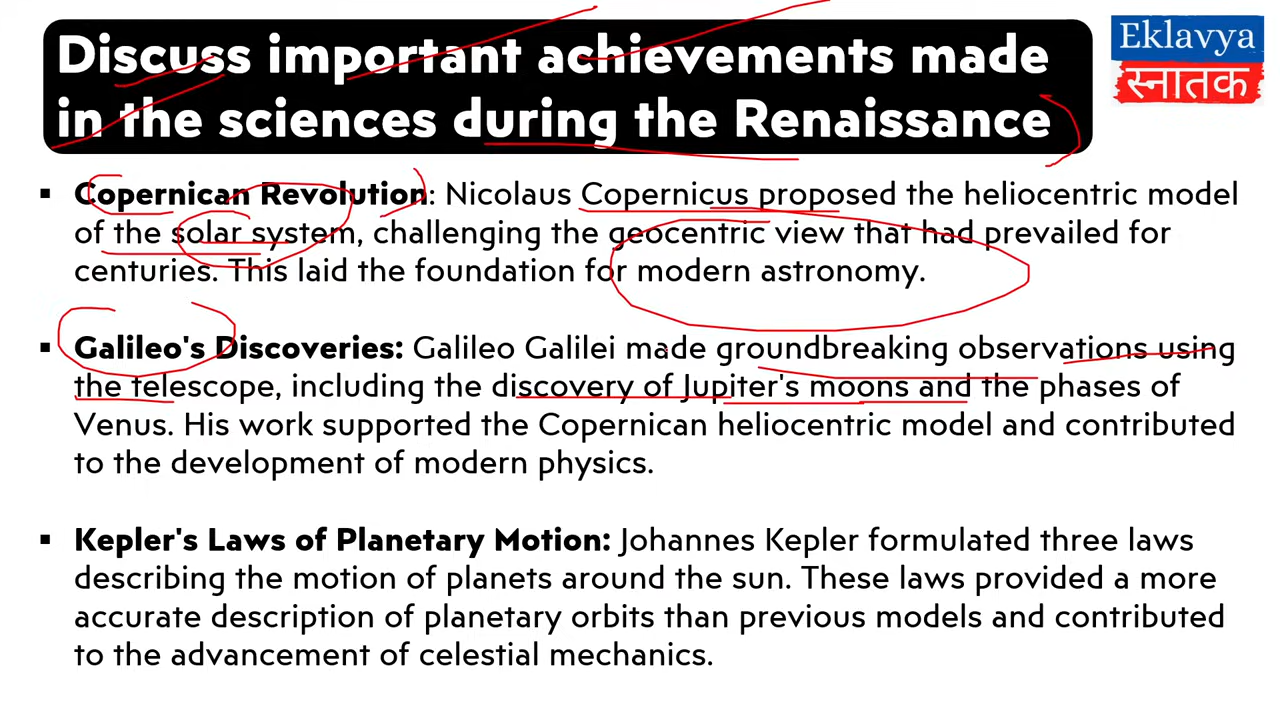 Discuss important achievements made
in the sciences during the Renaissance
Eklavya
स्नातक
▪ Copernican Revolution: Nicolaus Copernicus proposed the heliocentric model
of the solar system, challenging the geocentric view that had prevailed for
centuries. This laid the foundation for modern astronomy.
▪ Galileo's Discoveries: Galileo Galilei made groundbreaking observations using
the telescope, including the discovery of Jupiter's moons and the phases of
Venus. His work supported the Copernican heliocentric model and contributed
to the development of modern physics.
▪ Kepler's Laws of Planetary Motion: Johannes Kepler formulated three laws
describing the motion of planets around the sun. These laws provided a more
accurate description of planetary orbits than previous models and contributed
to the advancement of celestial mechanics.